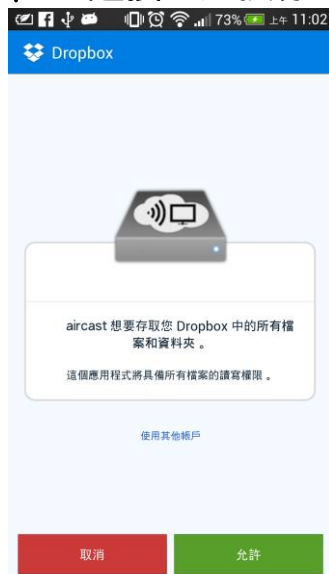 73% 上午 11:02
Dropbox
aircast 想要存取您 Dropbox 中的所有檔
案和資料夾。
這個應用程式將具備所有檔案的讀寫權限。
使用其他帳戶
取消
允許